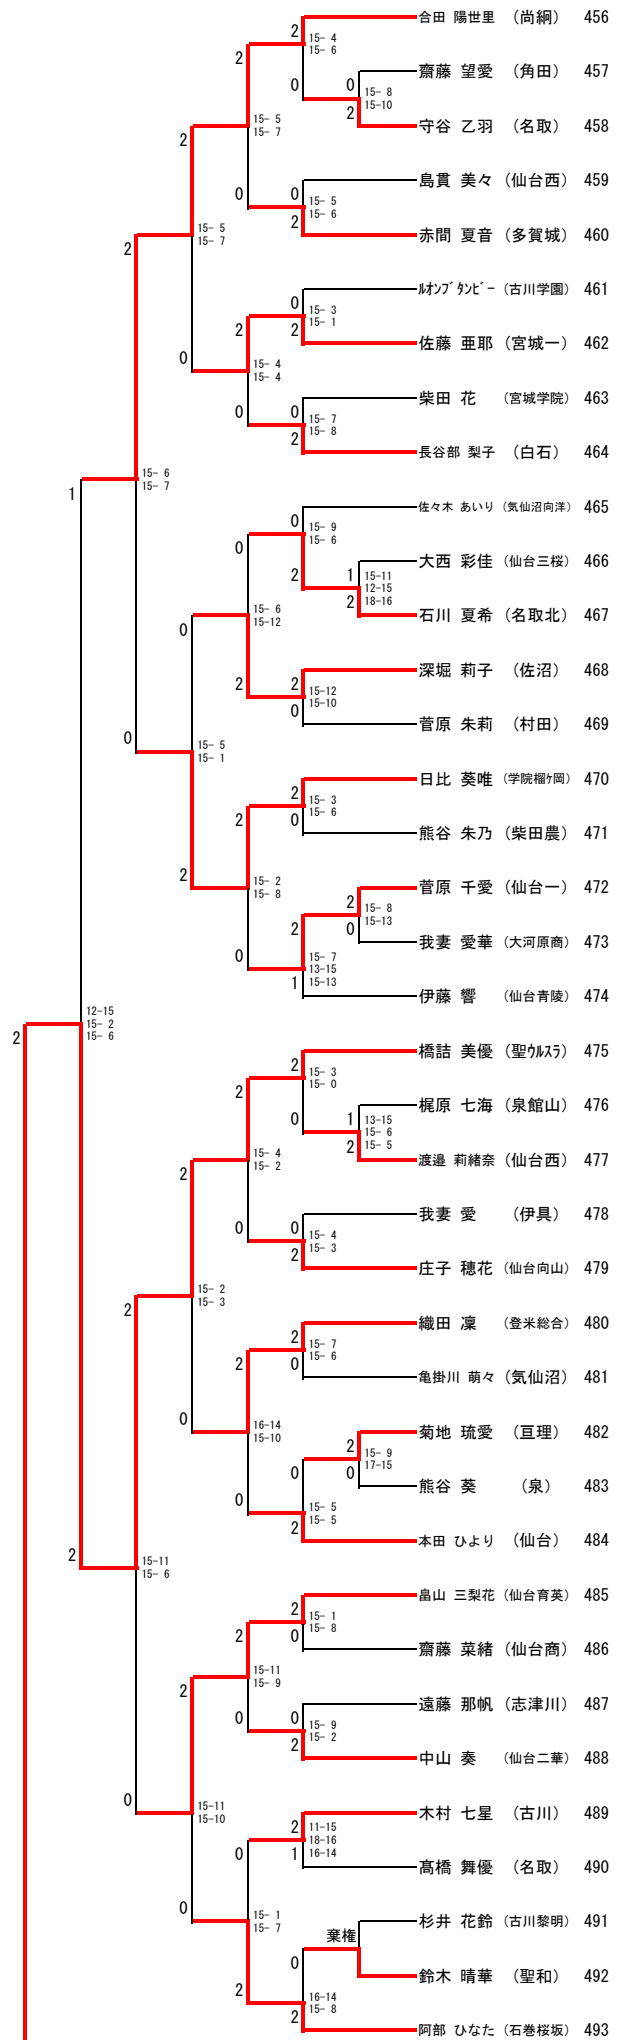 合田 陽世里 (尚絅) 456
2 15- 4
15- 6
2
齋藤 望愛 (角田) 457
0 0 15- 8
15-10
2
守谷 乙羽 (名取) 458
15- 5
15- 7
2
島貫 美々 (仙台西) 459
0 0 15- 5
15- 6
2
赤間 夏音 (多賀城) 460
15- 5
15- 7
2
ﾙｵﾝﾌﾞﾀﾝﾋﾞｰ (古川学園) 461
0 15- 3
15- 1
2 2
佐藤 亜耶 (宮城一) 462
0 15- 4
15- 4
柴田 花 (宮城学院) 463
0 0 15- 7
15- 8
2
長谷部 梨子 (白石) 464
15- 6
15- 7
1
佐々木 あいり (気仙沼向洋) 465
0 15- 9
15- 6
0
大西 彩佳 (仙台三桜) 466
2 1 15-11
12-15
18-16
2
石川 夏希 (名取北) 467
15- 6
15-12
0
深堀 莉子 (佐沼) 468
2 2 15-12
15-10
0
菅原 朱莉 (村田) 469
0 15- 5
15- 1
日比 葵唯 (学院榴ケ岡) 470
2 15- 3
15- 6
2 0
熊谷 朱乃 (柴田農) 471
2 15- 2
15- 8
菅原 千愛 (仙台一) 472
2 15- 8
15-13
2 0
我妻 愛華 (大河原商) 473
0 15- 7
13-15
15-13
1
伊藤 響 (仙台青陵) 474
2 12-15
15- 2
15- 6
橋詰 美優 (聖ｳﾙｽﾗ) 475
2 15- 3
15- 0
2
梶原 七海 (泉館山) 476
0 1 13-15
15- 6
15- 5
2
渡邉 莉緒奈 (仙台西) 477
15- 4
15- 2
2
我妻 愛 (伊具) 478
0 0 15- 4
15- 3
2
庄子 穂花 (仙台向山) 479
2 15- 2
15- 3
織田 凜 (登米総合) 480
2 15- 7
15- 6
2 0
亀掛川 萌々 (気仙沼) 481
0 16-14
15-10
菊地 琉愛 (亘理) 482
2 15- 9
17-15
0 0
熊谷 葵 (泉) 483
0 15- 5
15- 5
2
本田 ひより (仙台) 484
2 15-11
15- 6
畠山 三梨花 (仙台育英) 485
2 15- 1
15- 8
2 0
齋藤 菜緒 (仙台商) 486
2 15-11
15- 9
遠藤 那帆 (志津川) 487
0 0 15- 9
15- 2
2
中山 奏 (仙台二華) 488
0 15-11
15-10
木村 七星 (古川) 489
2 11-15
18-16
16-14
0 1
髙橋 舞優 (名取) 490
0 15- 1
15- 7
杉井 花鈴 (古川黎明) 491
棄権
0
鈴木 晴華 (聖和) 492
2 16-14
15- 8
2
阿部 ひなた (石巻桜坂) 493